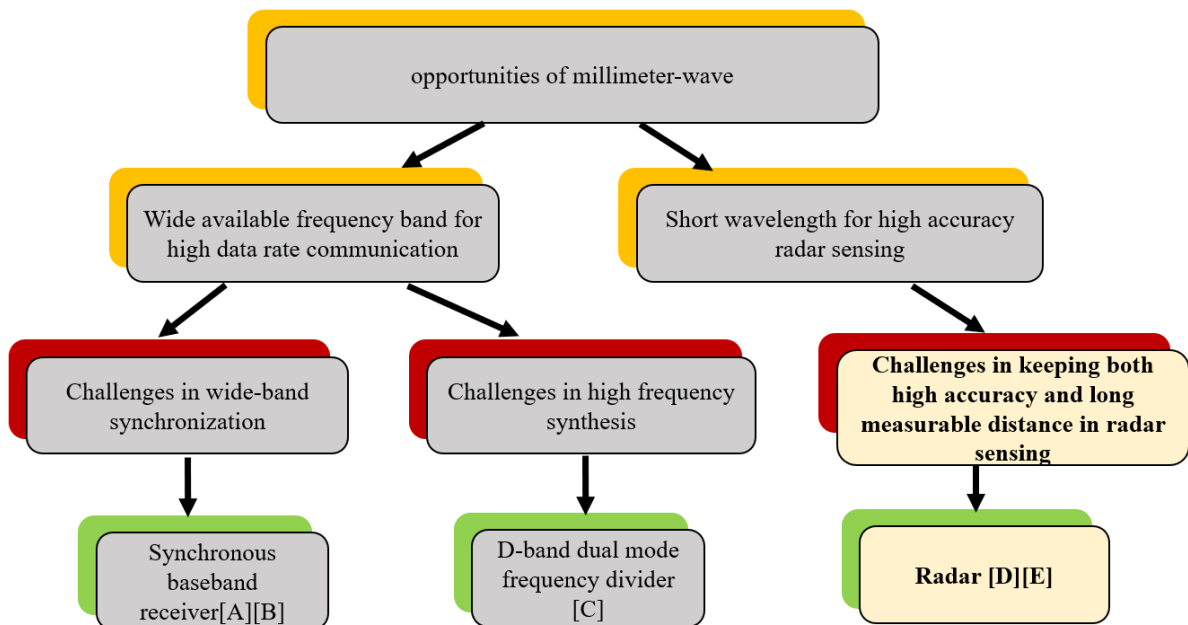 opportunities of millimeter-wave
Wide available frequency band for
high data rate communication
Short wavelength for high accuracy
radar sensing
Challenges in wide-band
synchronization
Challenges in high frequency
synthesis
Challenges in keeping both
high accuracy and long
measurable distance in radar
sensing
Synchronous
baseband
receiver[A][B]
D-band dual mode
frequency divider
[C]
Radar [D][E]